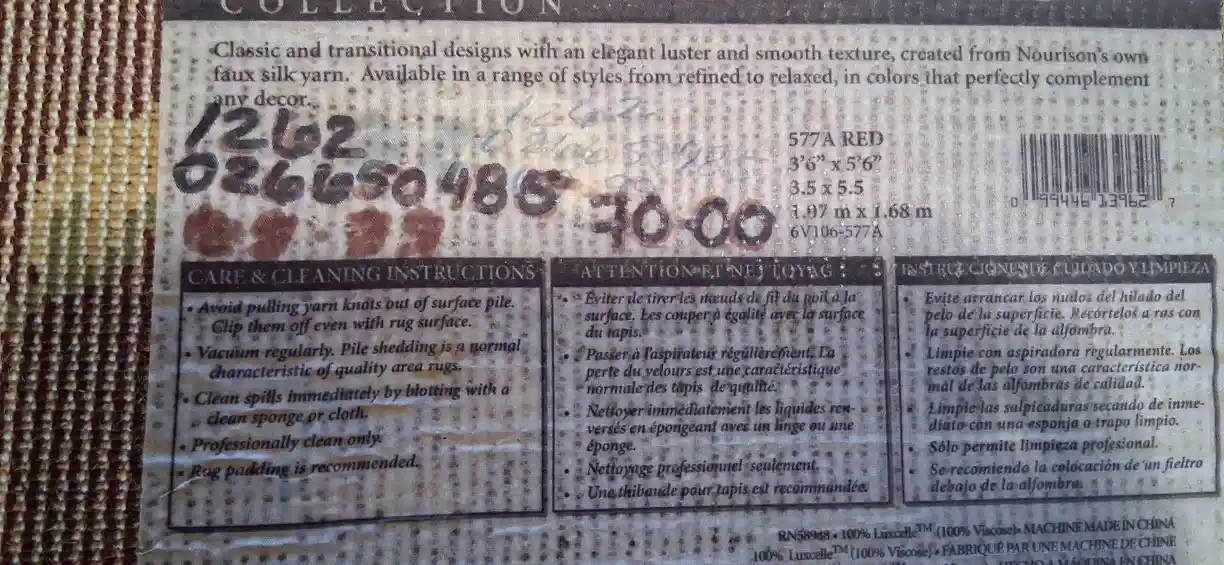 COLLECTION
Classic and transitional designs with an elegant luster and smooth texture, created from Nourison's own
faux silk yarn. Available in a range of styles from refined to relaxed, in colors that perfectly complement
any decor.
1262
026650485
70.00
577A RED
3'6" x 5'6"
3.5 x 5.5
1.07 m x 1.68 m
6V106-577A
0 99446 13962 7
CARE & CLEANING INSTRUCTIONS
• Avoid pulling yarn knots out of surface pile.
Clip them off even with rug surface.
• Vacuum regularly. Pile shedding is a normal
characteristic of quality area rugs.
• Clean spills immediately by blotting with a
clean sponge or cloth.
• Professionally clean only.
• Rug padding is recommended.
ATTENTION ET NETTOYAG
• Éviter de tirer les nœuds de fil du poil à la
surface. Les couper à égalité avec la surface
du tapis.
• Passer à l'aspirateur régulièrement. La
perte du velours est une caractéristique
normale des tapis de qualité.
• Nettoyer immédiatement les liquides ren-
versés en épongeant avec un linge ou une
éponge.
• Nettoyage professionnel seulement.
• Une thibaude pour tapis est recommandée.
INSTRUCCIONES DE CUIDADO Y LIMPIEZA
• Evite arrancar los nudos del hilado del
pelo de la superficie. Recórtelos a ras con
la superficie de la alfombra.
• Limpie con aspiradora regularmente. Los
restos de pelo son una característica nor-
mal de las alfombras de calidad.
• Limpie las salpicaduras secando de inme-
diato con una esponja o trapo limpio.
• Sólo permite limpieza profesional.
• Se recomienda la colocación de un fieltro
debajo de la alfombra.
RN58948 • 100% Luxcelle™ (100% Viscose) • MACHINE MADE IN CHINA
100% Luxcelle™ (100% Viscose) • FABRIQUÉ PAR UNE MACHINE DE CHINE
HECHO A MÁQUINA EN CHINA